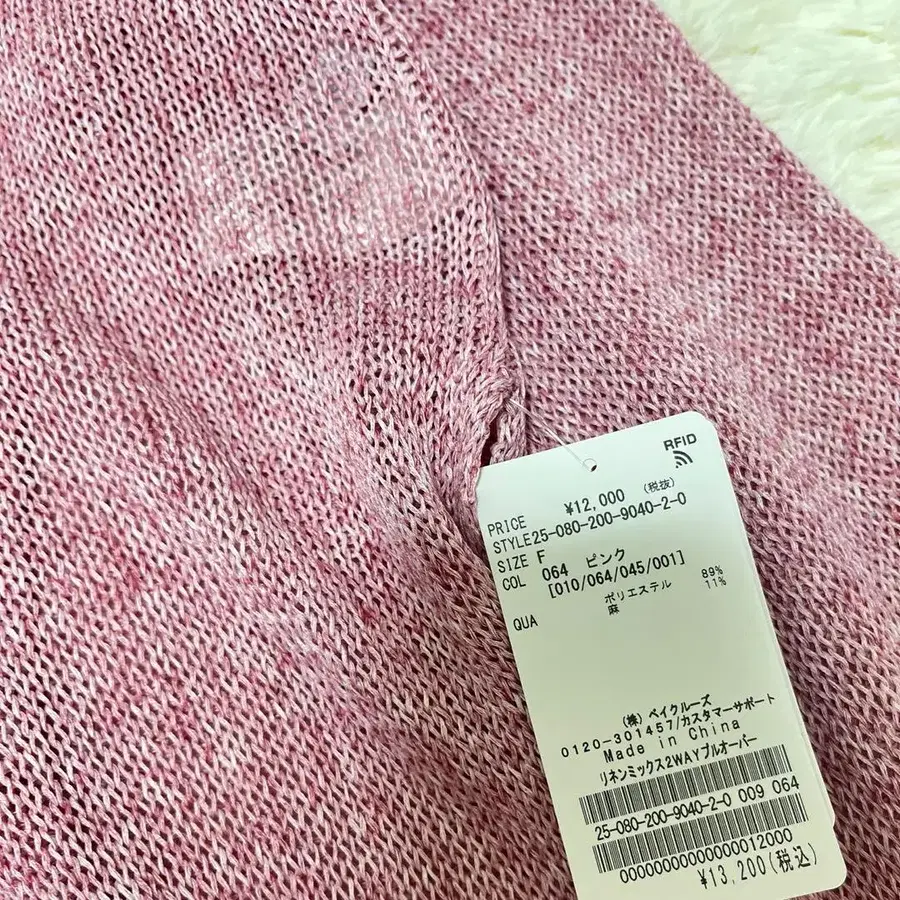 RFID
PRICE ¥12,000 (税抜)
STYLE 25-080-200-9040-2-0
SIZE F
COL 064 ピンク
[010/064/045/001]
QUA ポリエステル 89%
麻 11%
(株) ベイクルーズ
0120-301457/カスタマーサポート
Made in China
リネンミックス2WAYプルオーバー
25-080-200-9040-2-0 009 064
00000000000000012000
¥13,200(税込)